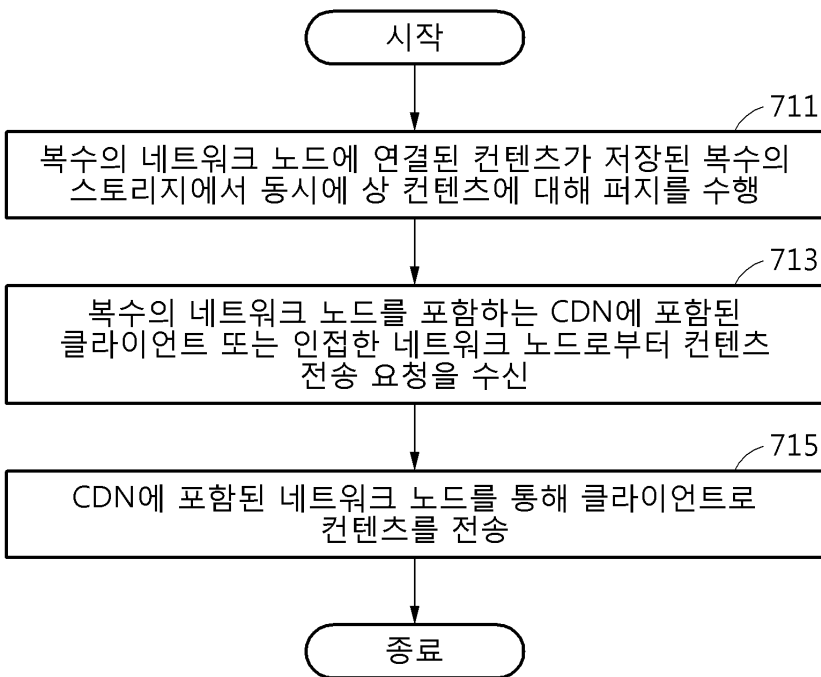 시작
711
복수의 네트워크 노드에 연결된 컨텐츠가 저장된 복수의
스토리지에서 동시에 상 컨텐츠에 대해 퍼지를 수행
713
복수의 네트워크 노드를 포함하는 CDN에 포함된
클라이언트 또는 인접한 네트워크 노드로부터 컨텐츠
전송 요청을 수신
715
CDN에 포함된 네트워크 노드를 통해 클라이언트로
컨텐츠를 전송
종료